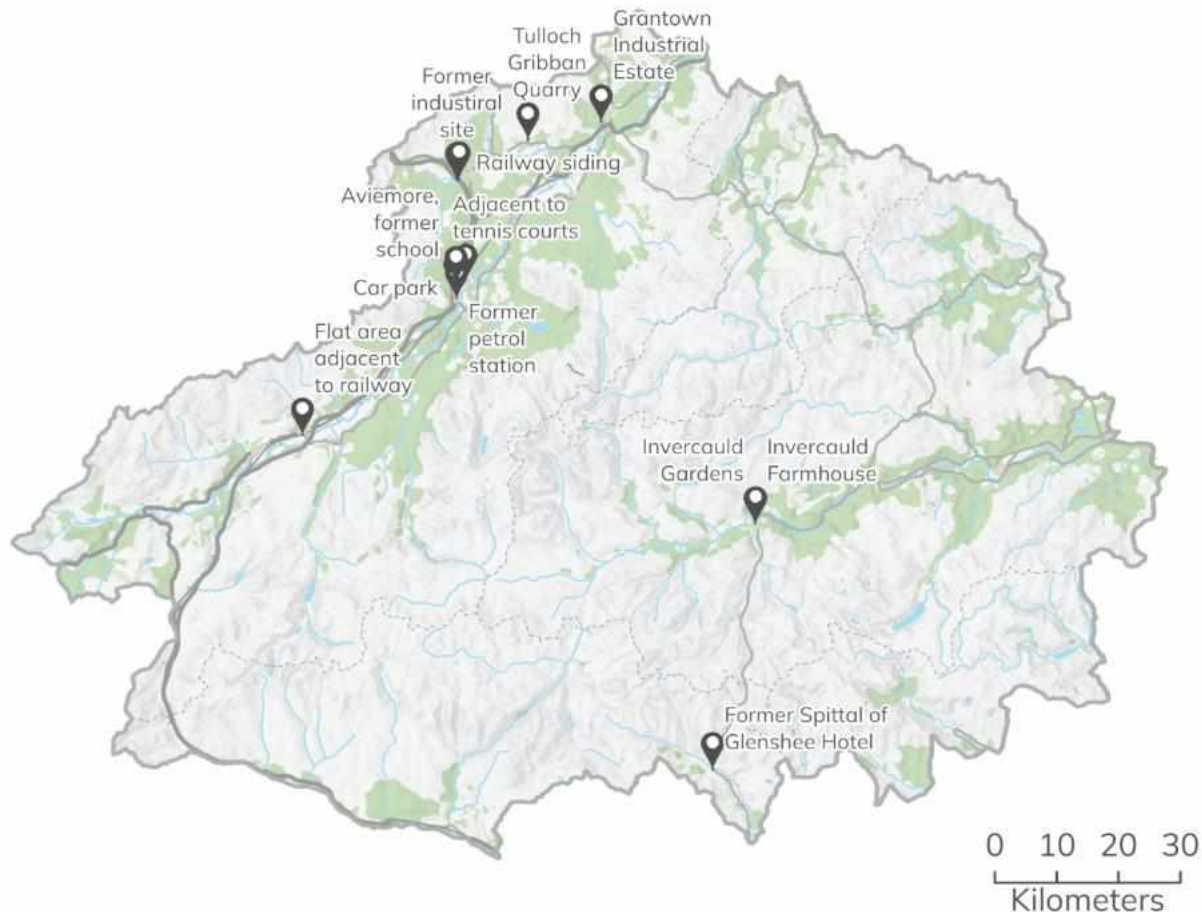 Grantown
Industrial
Estate
Tulloch
Gribban
Quarry
Former
industiral
site
Railway siding
Aviemore,
former
school
Adjacent to
tennis courts
Car park
Former
petrol
station
Flat area
adjacent
to railway
Invercauld
Gardens
Invercauld
Farmhouse
Former Spittal of
Glenshee Hotel
0 10 20 30
Kilometers